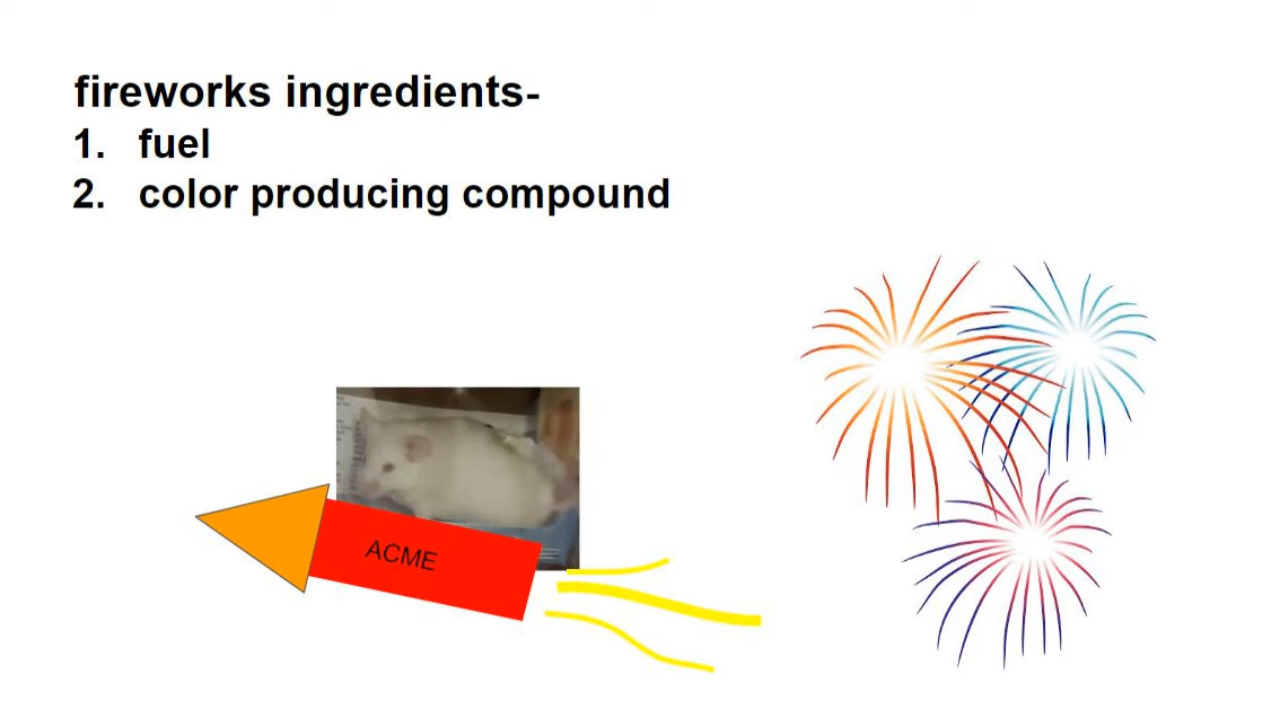 fireworks ingredients-
1. fuel
2. color producing compound
ACME